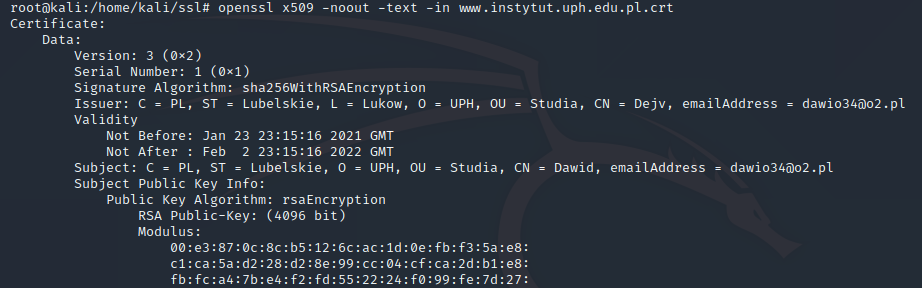 root@kali:/home/kali/ssl# openssl x509 -noout -text -in www.instytut.uph.edu.pl.crt
Certificate:
    Data:
        Version: 3 (0×2)
        Serial Number: 1 (0×1)
        Signature Algorithm: sha256WithRSAEncryption
        Issuer: C = PL, ST = Lubelskie, L = Lukow, O = UPH, OU = Studia, CN = Dejv, emailAddress = dawio34@o2.pl
        Validity
            Not Before: Jan 23 23:15:16 2021 GMT
            Not After : Feb  2 23:15:16 2022 GMT
        Subject: C = PL, ST = Lubelskie, O = UPH, OU = Studia, CN = Dawid, emailAddress = dawio34@o2.pl
        Subject Public Key Info:
            Public Key Algorithm: rsaEncryption
                RSA Public-Key: (4096 bit)
                Modulus:
                    00:e3:87:0c:8c:b5:12:6c:ac:1d:0e:fb:f3:5a:e8:
                    c1:ca:5a:d2:28:d2:8e:99:cc:04:cf:ca:2d:b1:e8:
                    fb:fc:a4:7b:e4:f2:fd:55:22:24:f0:99:fe:7d:27: